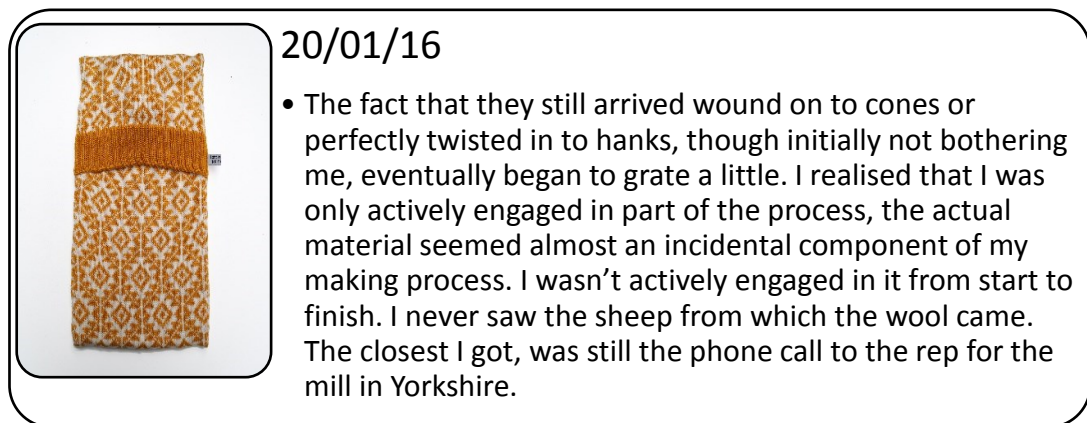 20/01/16
• The fact that they still arrived wound on to cones or
perfectly twisted in to hanks, though initially not bothering
me, eventually began to grate a little. I realised that I was
only actively engaged in part of the process, the actual
material seemed almost an incidental component of my
making process. I wasn’t actively engaged in it from start to
finish. I never saw the sheep from which the wool came.
The closest I got, was still the phone call to the rep for the
mill in Yorkshire.